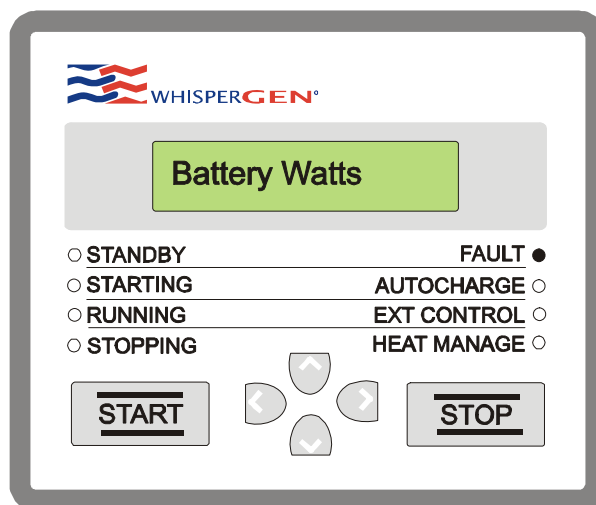 WHISPERGEN°
Battery Watts
STANDBY FAULT
STARTING AUTOCHARGE
RUNNING EXT CONTROL
STOPPING HEAT MANAGE
START STOP